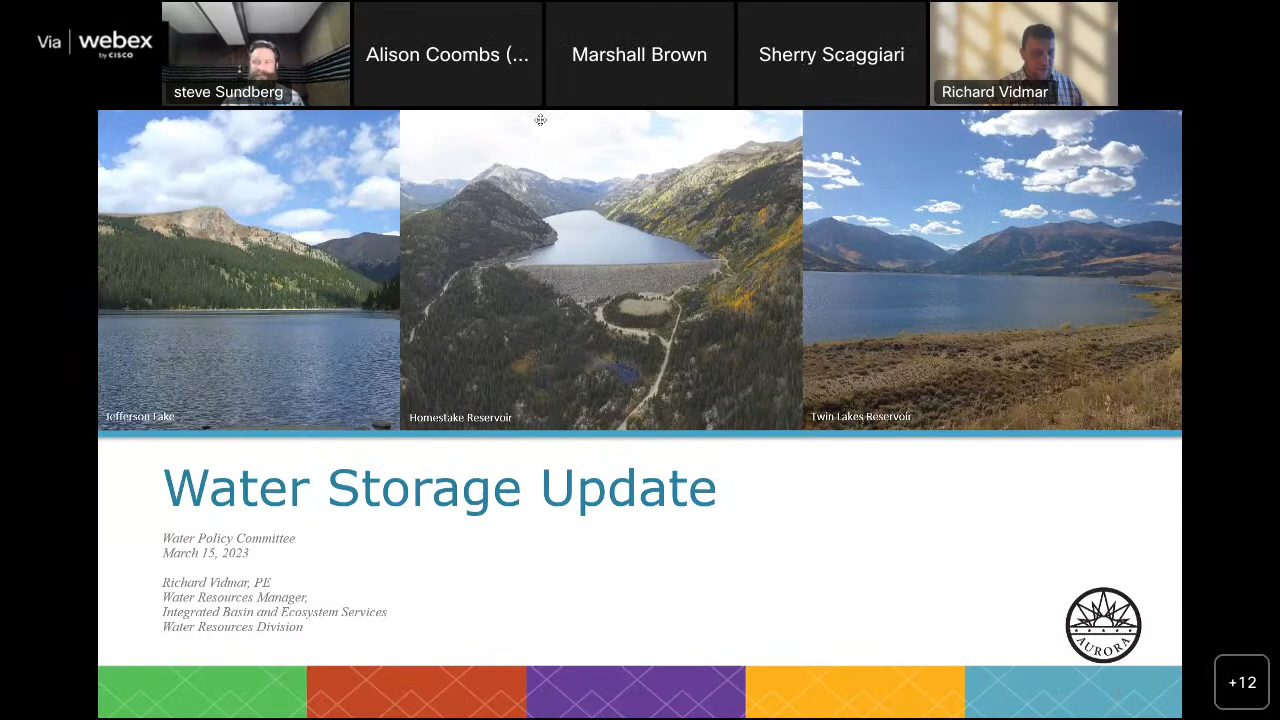 Via webex
by CISCO
steve Sundberg
Alison Coombs (...
Marshall Brown
Sherry Scaggiari
Richard Vidmar
Jefferson Lake
Homestake Reservoir
Twin Lakes Reservoir
Water Storage Update
Water Policy Committee
March 15, 2023
Richard Vidmar, PE
Water Resources Manager,
Integrated Basin and Ecosystem Services
Water Resources Division
AURORA
+12